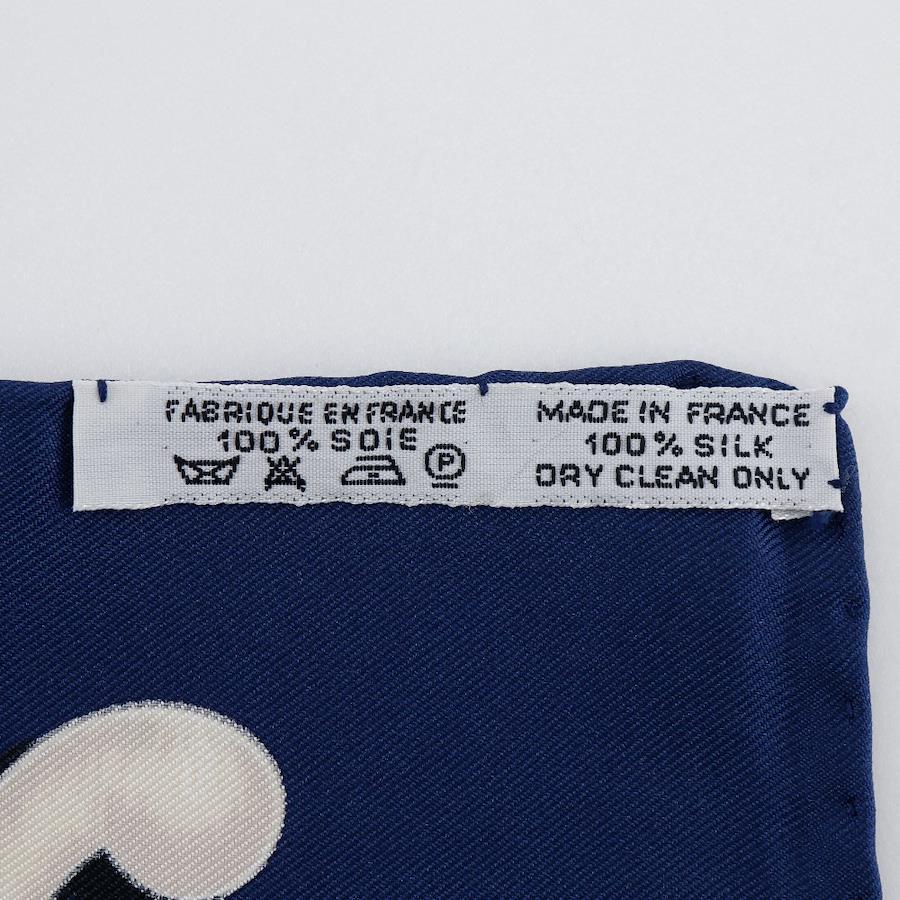 FABRIQUE EN FRANCE
100% SOIE
P
MADE IN FRANCE
100% SILK
DRY CLEAN ONLY